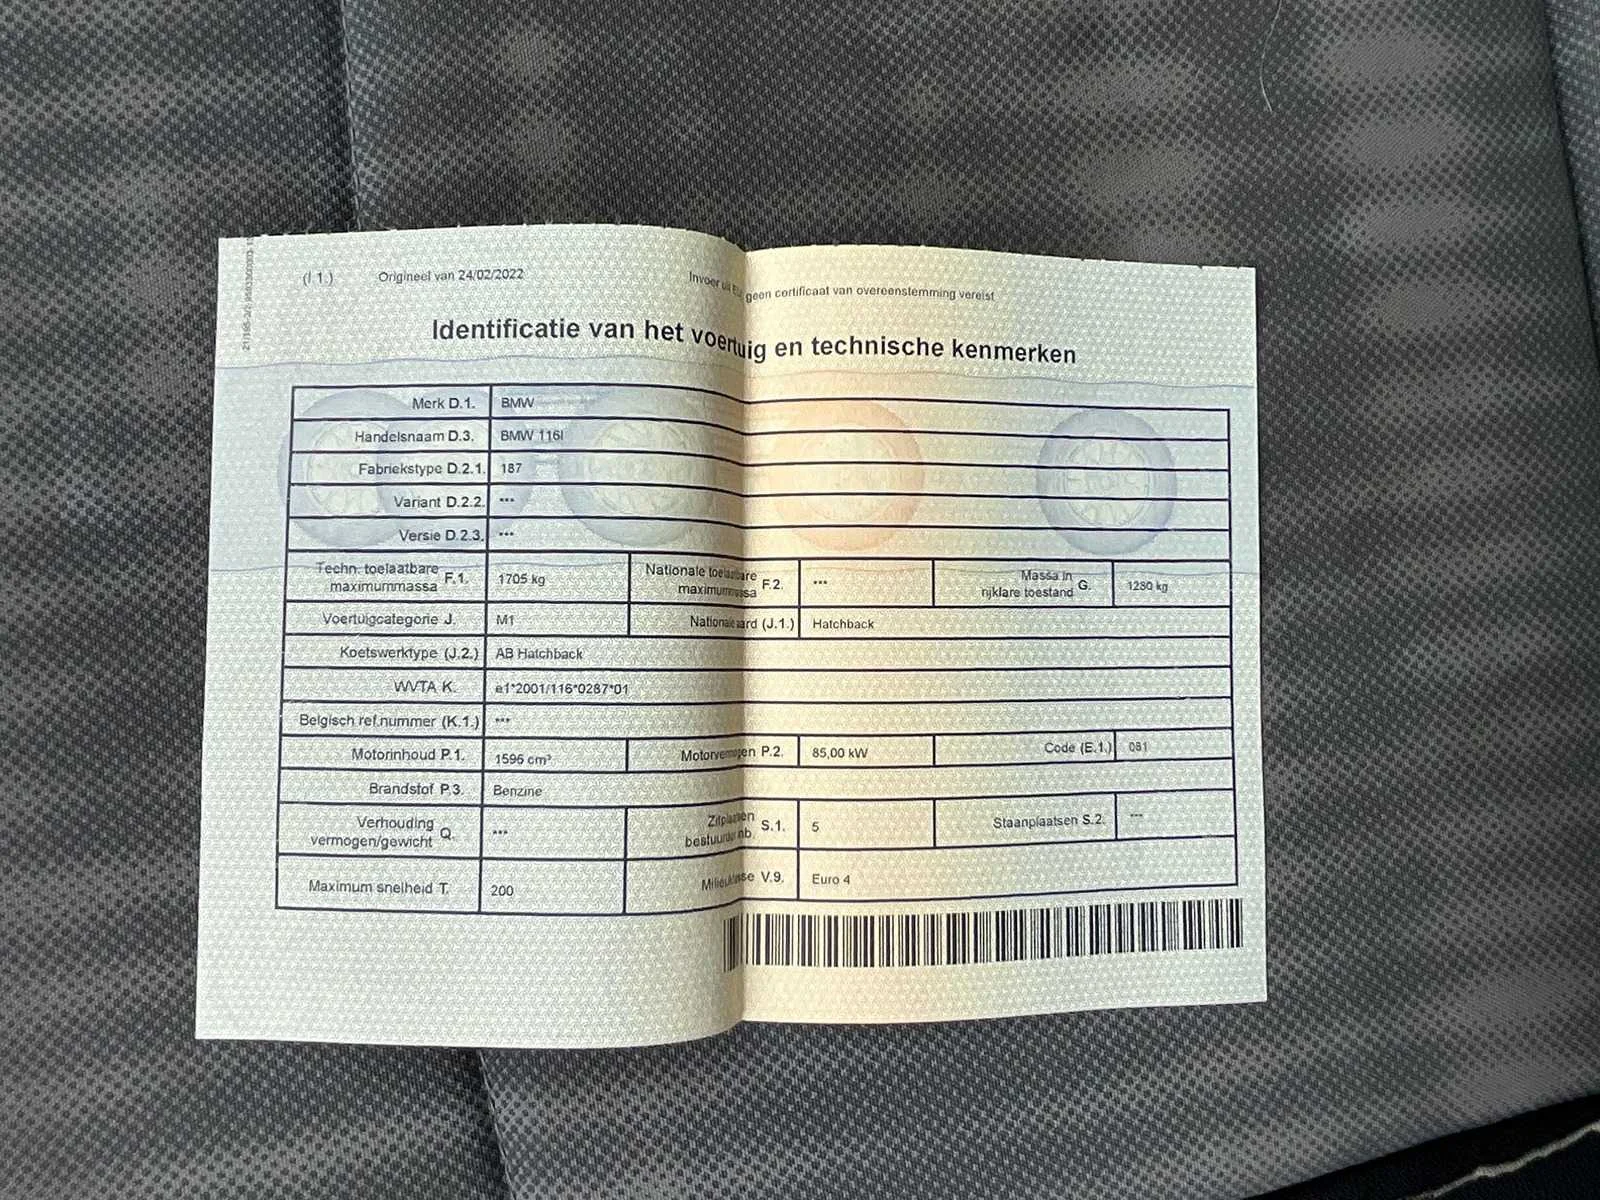 (I.1.) Origineel van 24/02/2022 Invoer uit geen certificaat van overeenstemming vereist
Identificatie van het voertuig en technische kenmerken
Merk D.1. BMW
Handelsnaam D.3. BMW 116I
Fabriekstype D.2.1. 187
Variant D.2.2. ***
Versie D.2.3. ***
Techn. toelaatbare maximummassa F.1. 1705 kg Nationale toelaatbare maximummassa F.2. *** Massa in rijklare toestand G. 1280 kg
Voertuigcategorie J. M1 Nationale aard (J.1.) Hatchback
Koetswerktype (J.2.) AB Hatchback
WVTA K. e1*2001/116*0287*01
Belgisch ref.nummer (K.1.) ***
Motorinhoud P.1. 1596 cm³ Motorvermogen P.2. 85,00 kW Code (E.1.) 081
Brandstof P.3. Benzine
Verhouding vermogen/gewicht Q. *** Zitplaatsen bestuurder inb. S.1. 5 Staanplaatsen S.2. ***
Maximum snelheid T. 200 Milieuklasse V.9. Euro 4